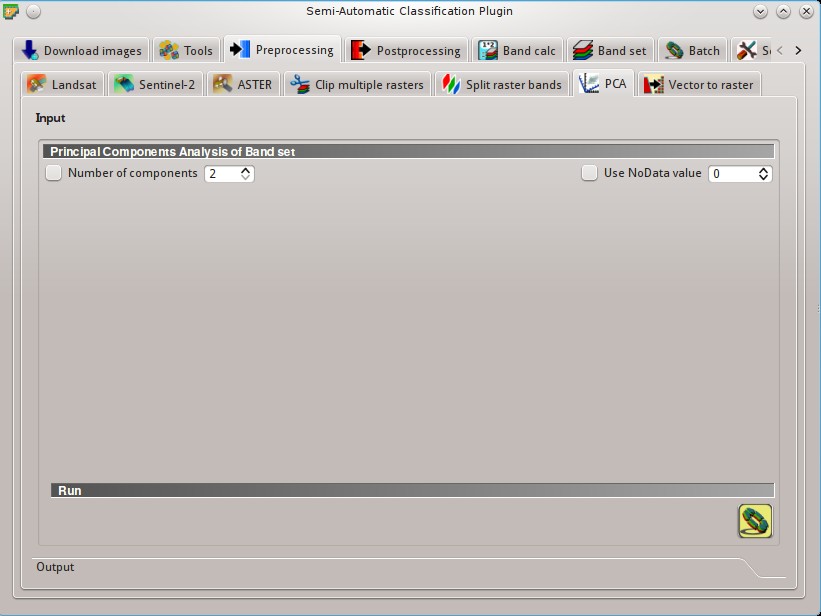 Semi-Automatic Classification Plugin
Download images Tools Preprocessing Postprocessing Band calc Band set Batch S
Landsat Sentinel-2 ASTER Clip multiple rasters Split raster bands PCA Vector to raster
Input
Principal Components Analysis of Band set
Number of components 2 Use NoData value 0
Run
Output